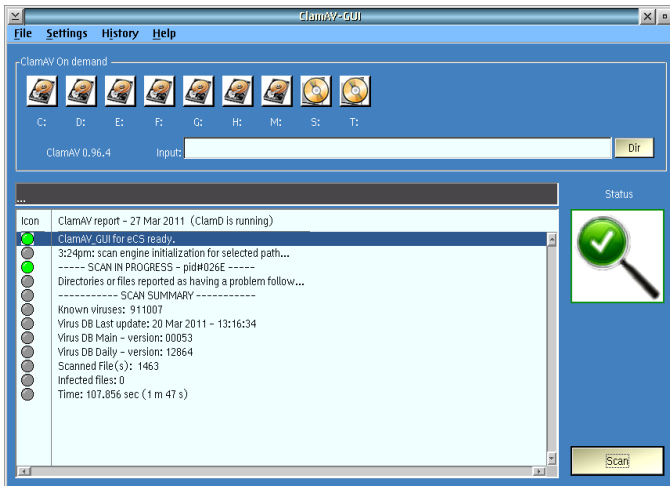 ClamAV-GUI
File Settings History Help
ClamAV On demand
C: D: E: F: G: H: M: S: T:
ClamAV 0.96.4 Input: Dir
...
Status
Icon ClamAV report - 27 Mar 2011 (ClamD is running)
ClamAV_GUI for eCS ready.
3:24pm: scan engine initialization for selected path...
----- SCAN IN PROGRESS - pid#026E -----
Directories or files reported as having a problem follow...
----------- SCAN SUMMARY -----------
Known viruses: 911007
Virus DB Last update: 20 Mar 2011 - 13:16:34
Virus DB Main - version: 00053
Virus DB Daily - version: 12864
Scanned File(s): 1463
Infected files: 0
Time: 107.856 sec (1 m 47 s)
Scan